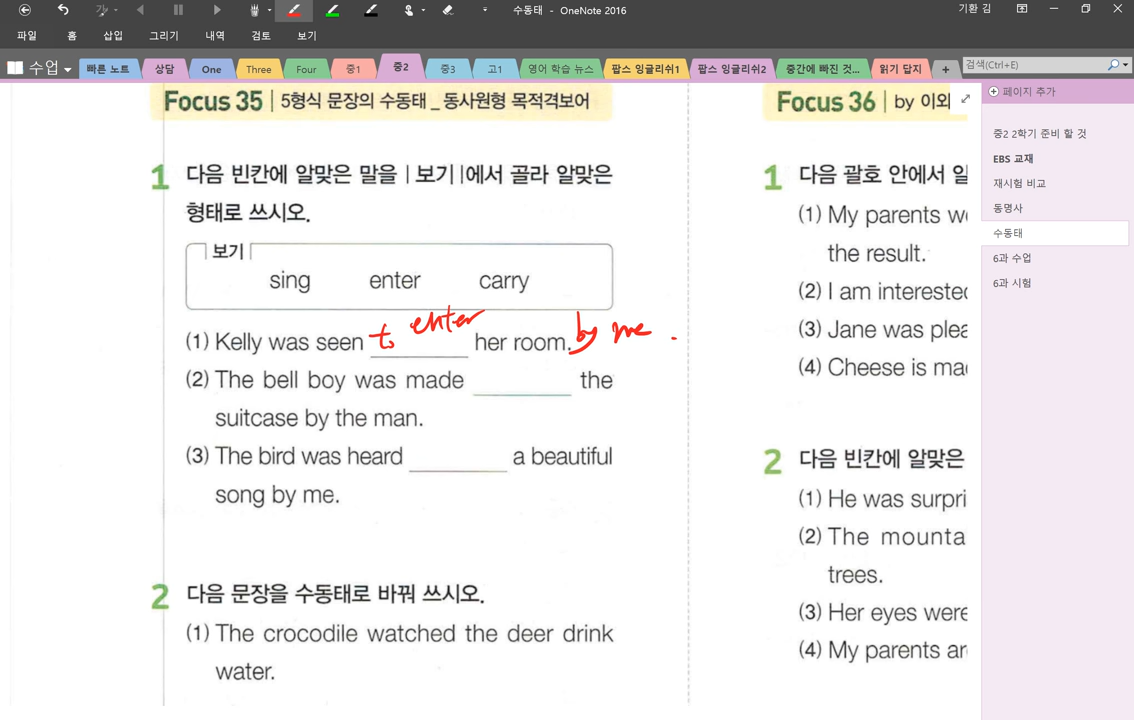 수동태 - OneNote 2016
기환 김
파일 홈 삽입 그리기 내역 검토 보기
수업 빠른 노트 상담 One Three Four 중1 중2 중3 고1 영어 학습 뉴스 팝스 잉글리쉬1 팝스 잉글리쉬2 중간에 빠진 것... 읽기 답지 + 검색(Ctrl+E)
Focus 35 | 5형식 문장의 수동태 _ 동사원형 목적격보어
1 다음 빈칸에 알맞은 말을 | 보기 |에서 골라 알맞은
형태로 쓰시오.
보기
sing enter carry
(1) Kelly was seen to enter her room. by me .
(2) The bell boy was made ________ the
suitcase by the man.
(3) The bird was heard ________ a beautiful
song by me.
2 다음 문장을 수동태로 바꿔 쓰시오.
(1) The crocodile watched the deer drink
water.
Focus 36 | by 이외
1 다음 괄호 안에서 일
(1) My parents we
the result.
(2) I am interested
(3) Jane was plea
(4) Cheese is mad
2 다음 빈칸에 알맞은
(1) He was surpri
(2) The mounta
trees.
(3) Her eyes were
(4) My parents are
페이지 추가
중2 2학기 준비 할 것
EBS 교재
재시험 비교
동명사
수동태
6과 수업
6과 시험